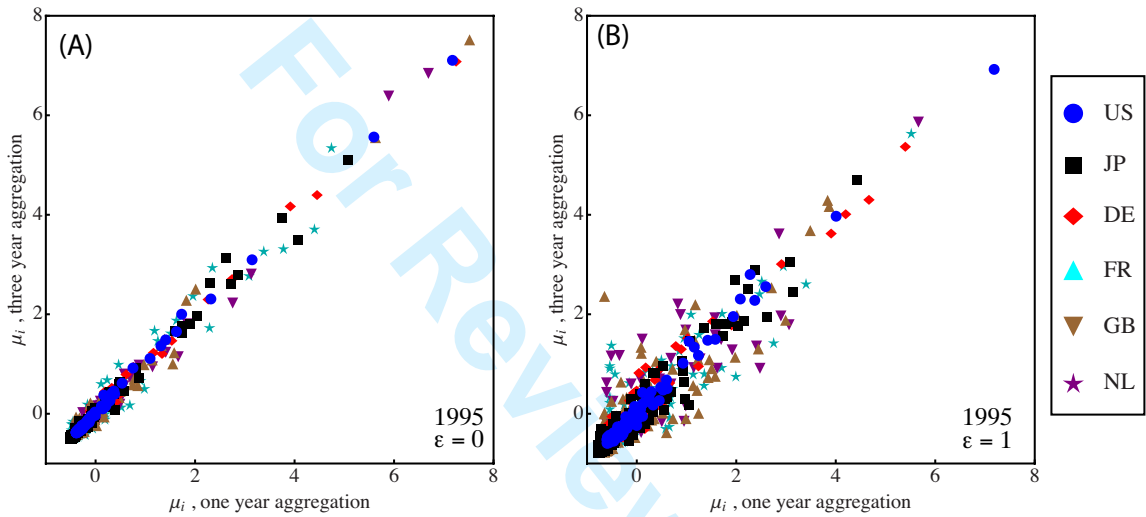 (A)
8
6
4
2
0
μi, three year aggregation
0
2
4
6
8
μi, one year aggregation
1995
ε = 0
(B)
8
6
4
2
0
μi, three year aggregation
0
2
4
6
8
μi, one year aggregation
1995
ε = 1
US
JP
DE
FR
GB
NL
For Review